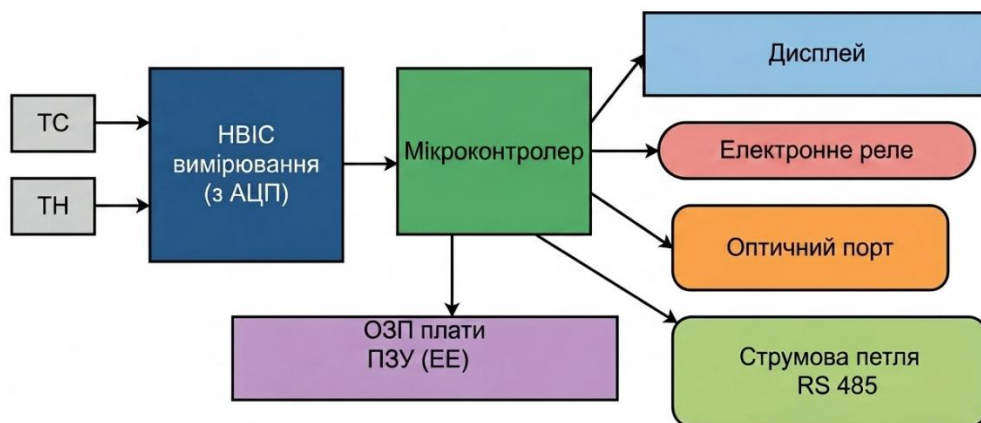 ТС
ТН
НВІС
вимірювання
(з АЦП)
Мікроконтролер
Дисплей
Електронне реле
Оптичний порт
Струмова петля
RS 485
ОЗП плати
ПЗУ (ЕЕ)